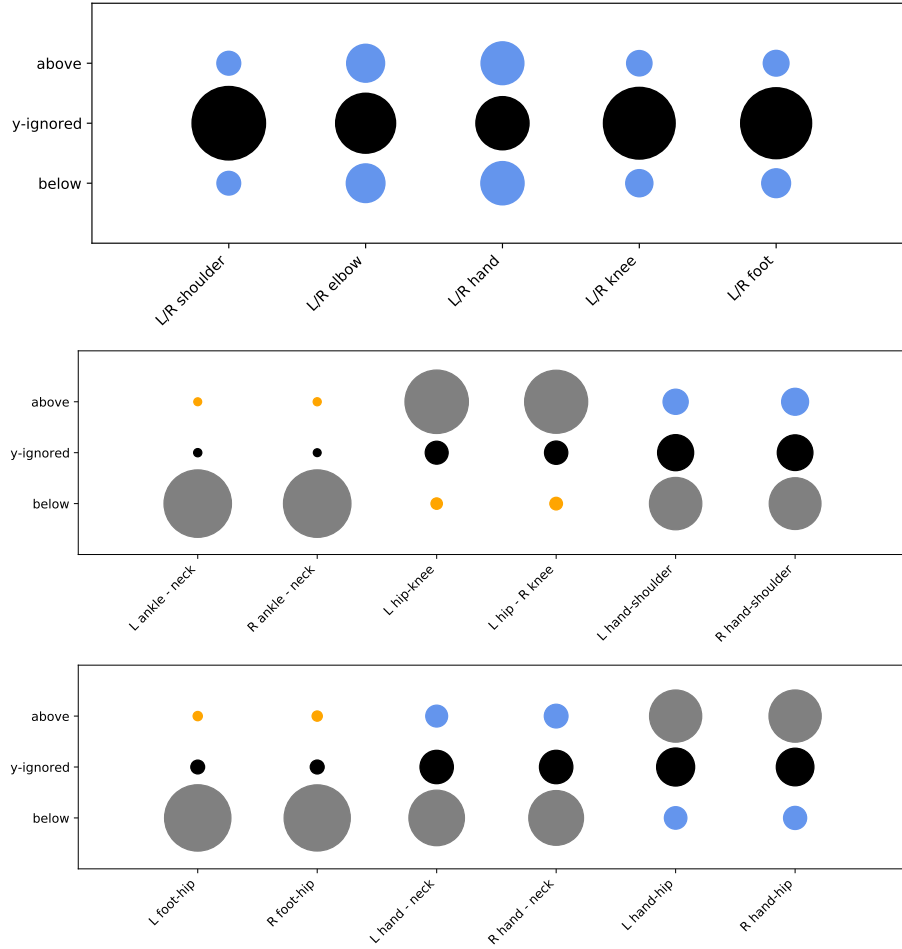 above
y-ignored
below
L/R shoulder
L/R elbow
L/R hand
L/R knee
L/R foot
above
y-ignored
below
L ankle - neck
R ankle - neck
L hip-knee
L hip - R knee
L hand-shoulder
R hand-shoulder
above
y-ignored
below
L foot-hip
R foot-hip
L hand - neck
R hand - neck
L hand-hip
R hand-hip